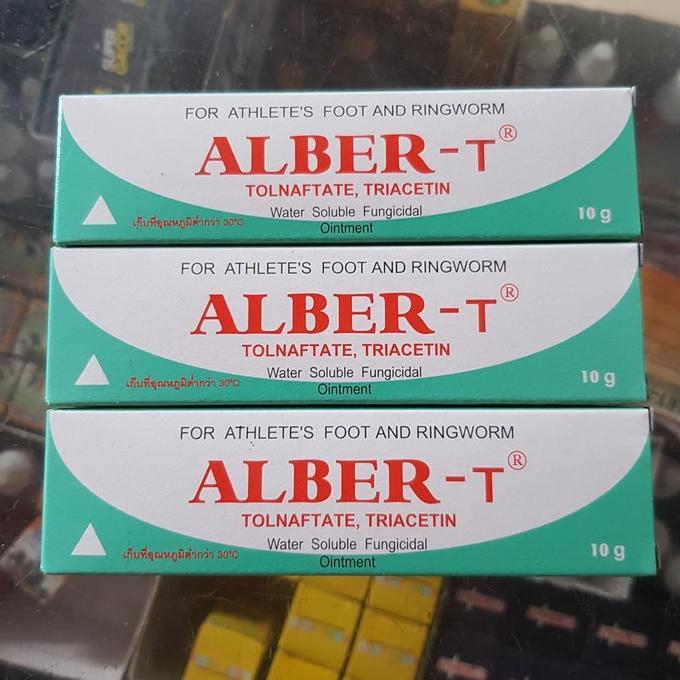 SUPER
FOR ATHLETE'S FOOT AND RINGWORM
ALBER-T®
TOLNAFTATE, TRIACETIN
Water Soluble Fungicidal
Ointment
เก็บที่อุณหภูมิต่ำกว่า 30°C
10 g
FOR ATHLETE'S FOOT AND RINGWORM
ALBER-T®
TOLNAFTATE, TRIACETIN
Water Soluble Fungicidal
Ointment
เก็บที่อุณหภูมิต่ำกว่า 30°C
10 g
FOR ATHLETE'S FOOT AND RINGWORM
ALBER-T®
TOLNAFTATE, TRIACETIN
Water Soluble Fungicidal
Ointment
เก็บที่อุณหภูมิต่ำกว่า 30°C
10 g